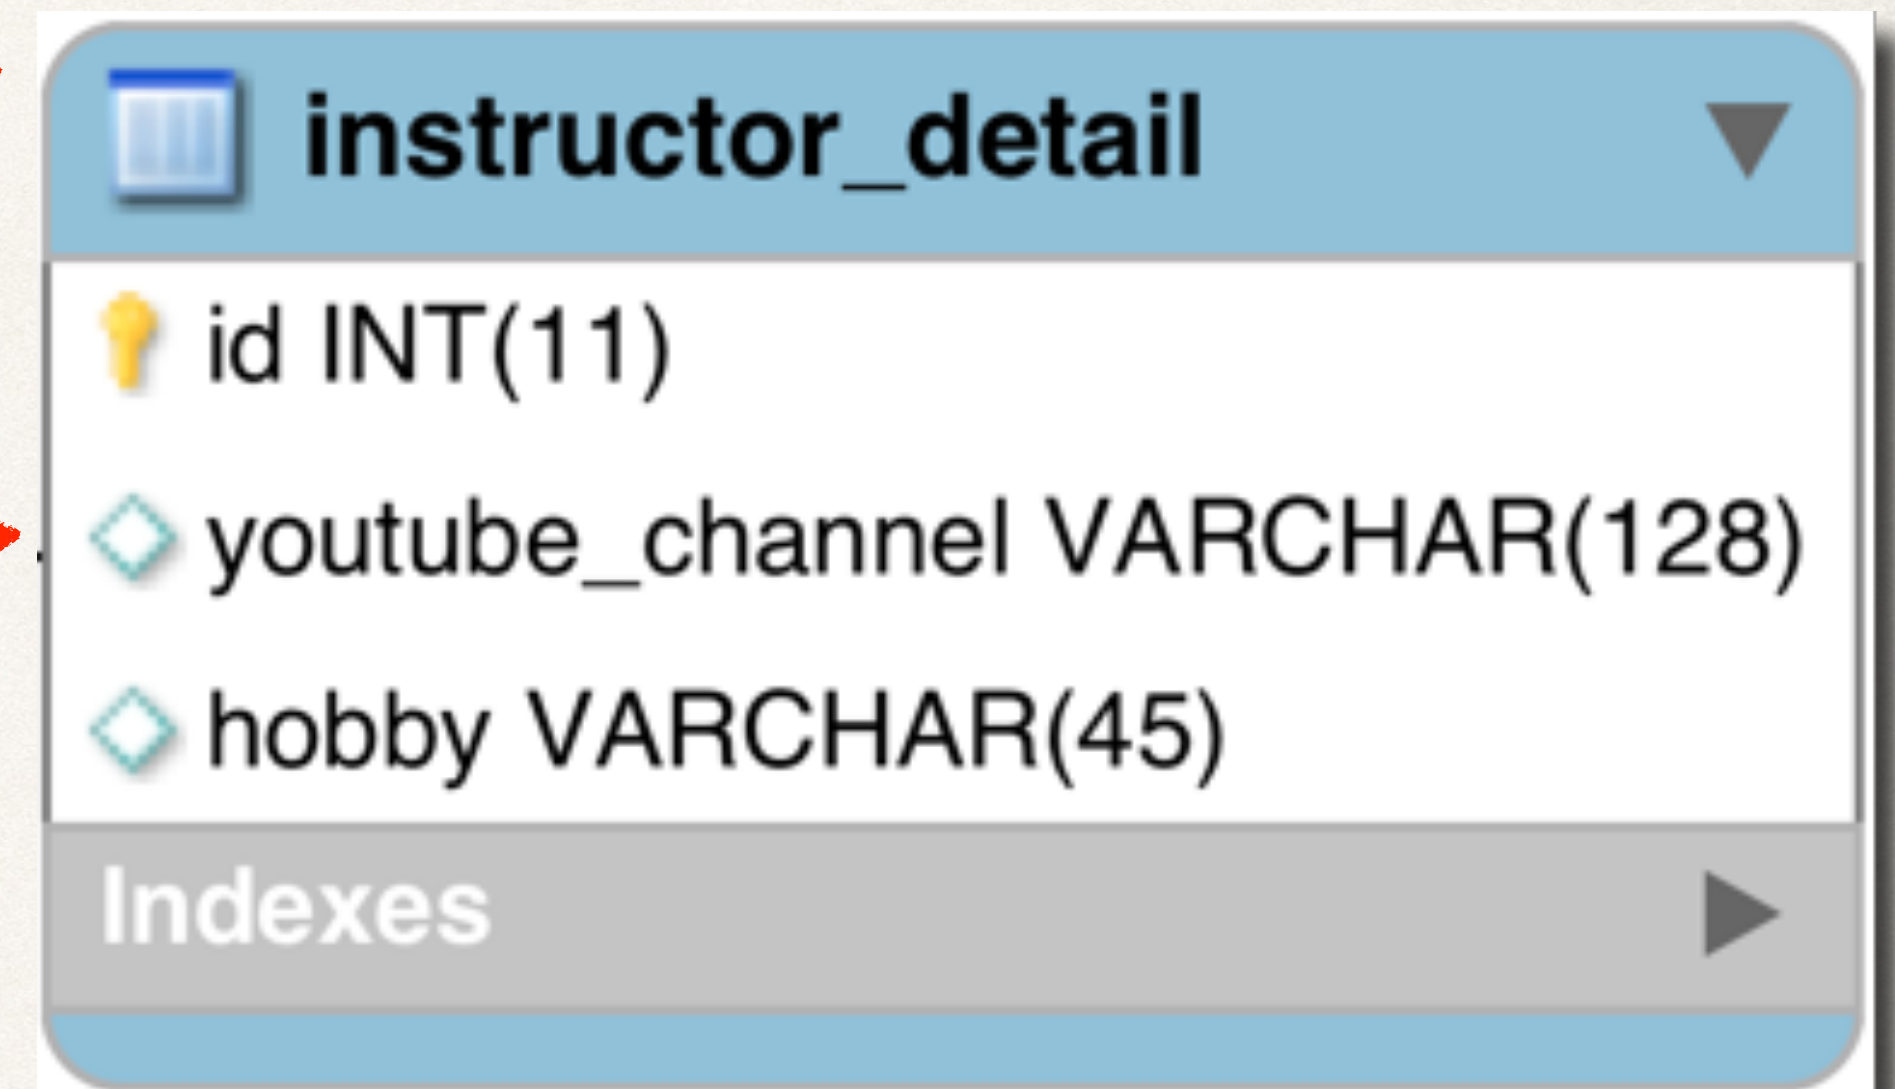 instructor_detail
id INT(11)
youtube_channel VARCHAR(128)
hobby VARCHAR(45)
Indexes